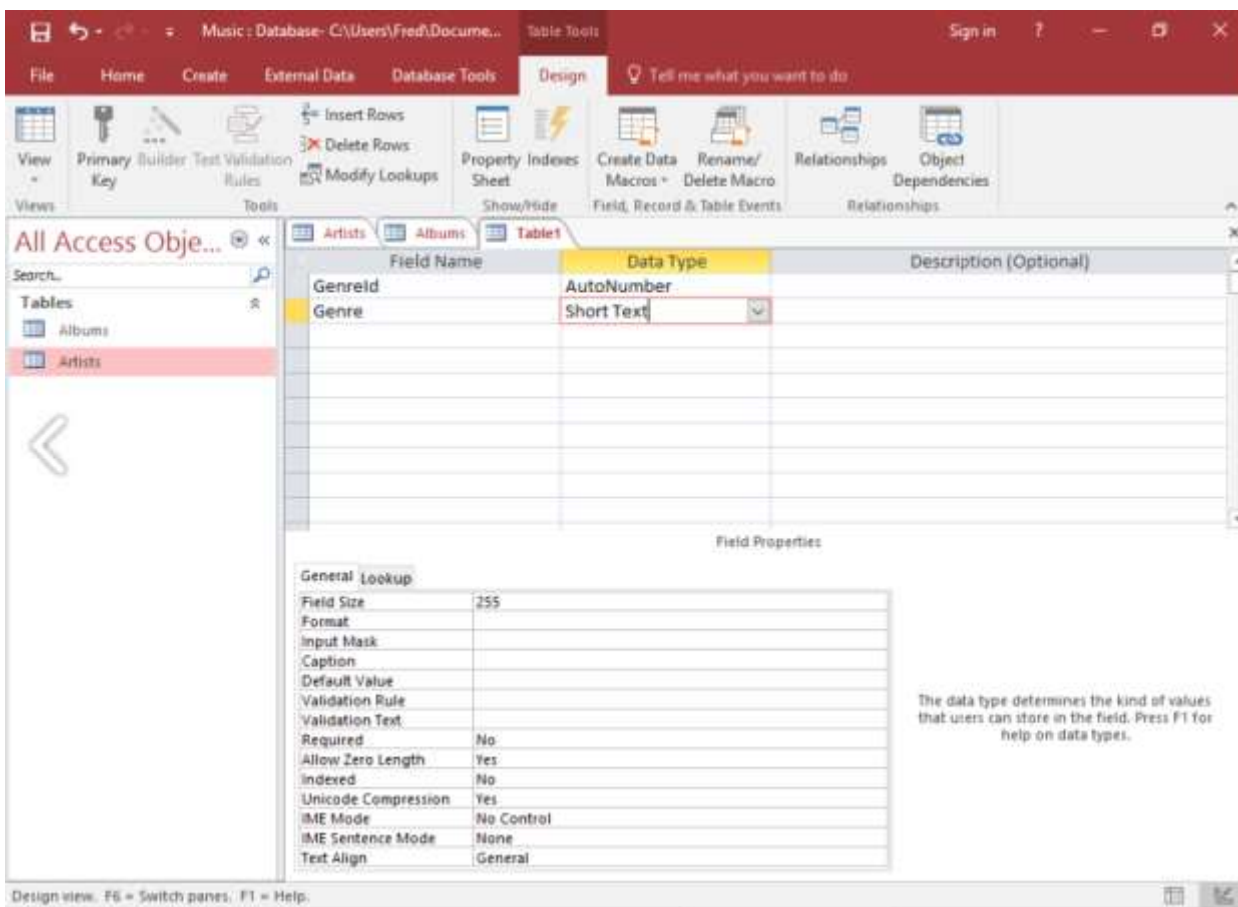 Music : Database- C:\Users\Fred\Docume...
Table Tools
Sign in
?
File
Home
Create
External Data
Database Tools
Design
Tell me what you want to do
View
Primary Key
Builder
Test Validation Rules
Insert Rows
Delete Rows
Modify Lookups
Property Sheet
Indexes
Create Data Macros
Rename/ Delete Macro
Relationships
Object Dependencies
Views
Tools
Show/Hide
Field, Record & Table Events
Relationships
All Access Obje...
Search...
Tables
Albums
Artists
Artists
Albums
Table1
Field Name
Data Type
Description (Optional)
GenreId
AutoNumber
Genre
Short Text
Field Properties
General
Lookup
Field Size 255
Format
Input Mask
Caption
Default Value
Validation Rule
Validation Text
Required No
Allow Zero Length Yes
Indexed No
Unicode Compression Yes
IME Mode No Control
IME Sentence Mode None
Text Align General
The data type determines the kind of values
that users can store in the field. Press F1 for
help on data types.
Design view. F6 = Switch panes. F1 = Help.